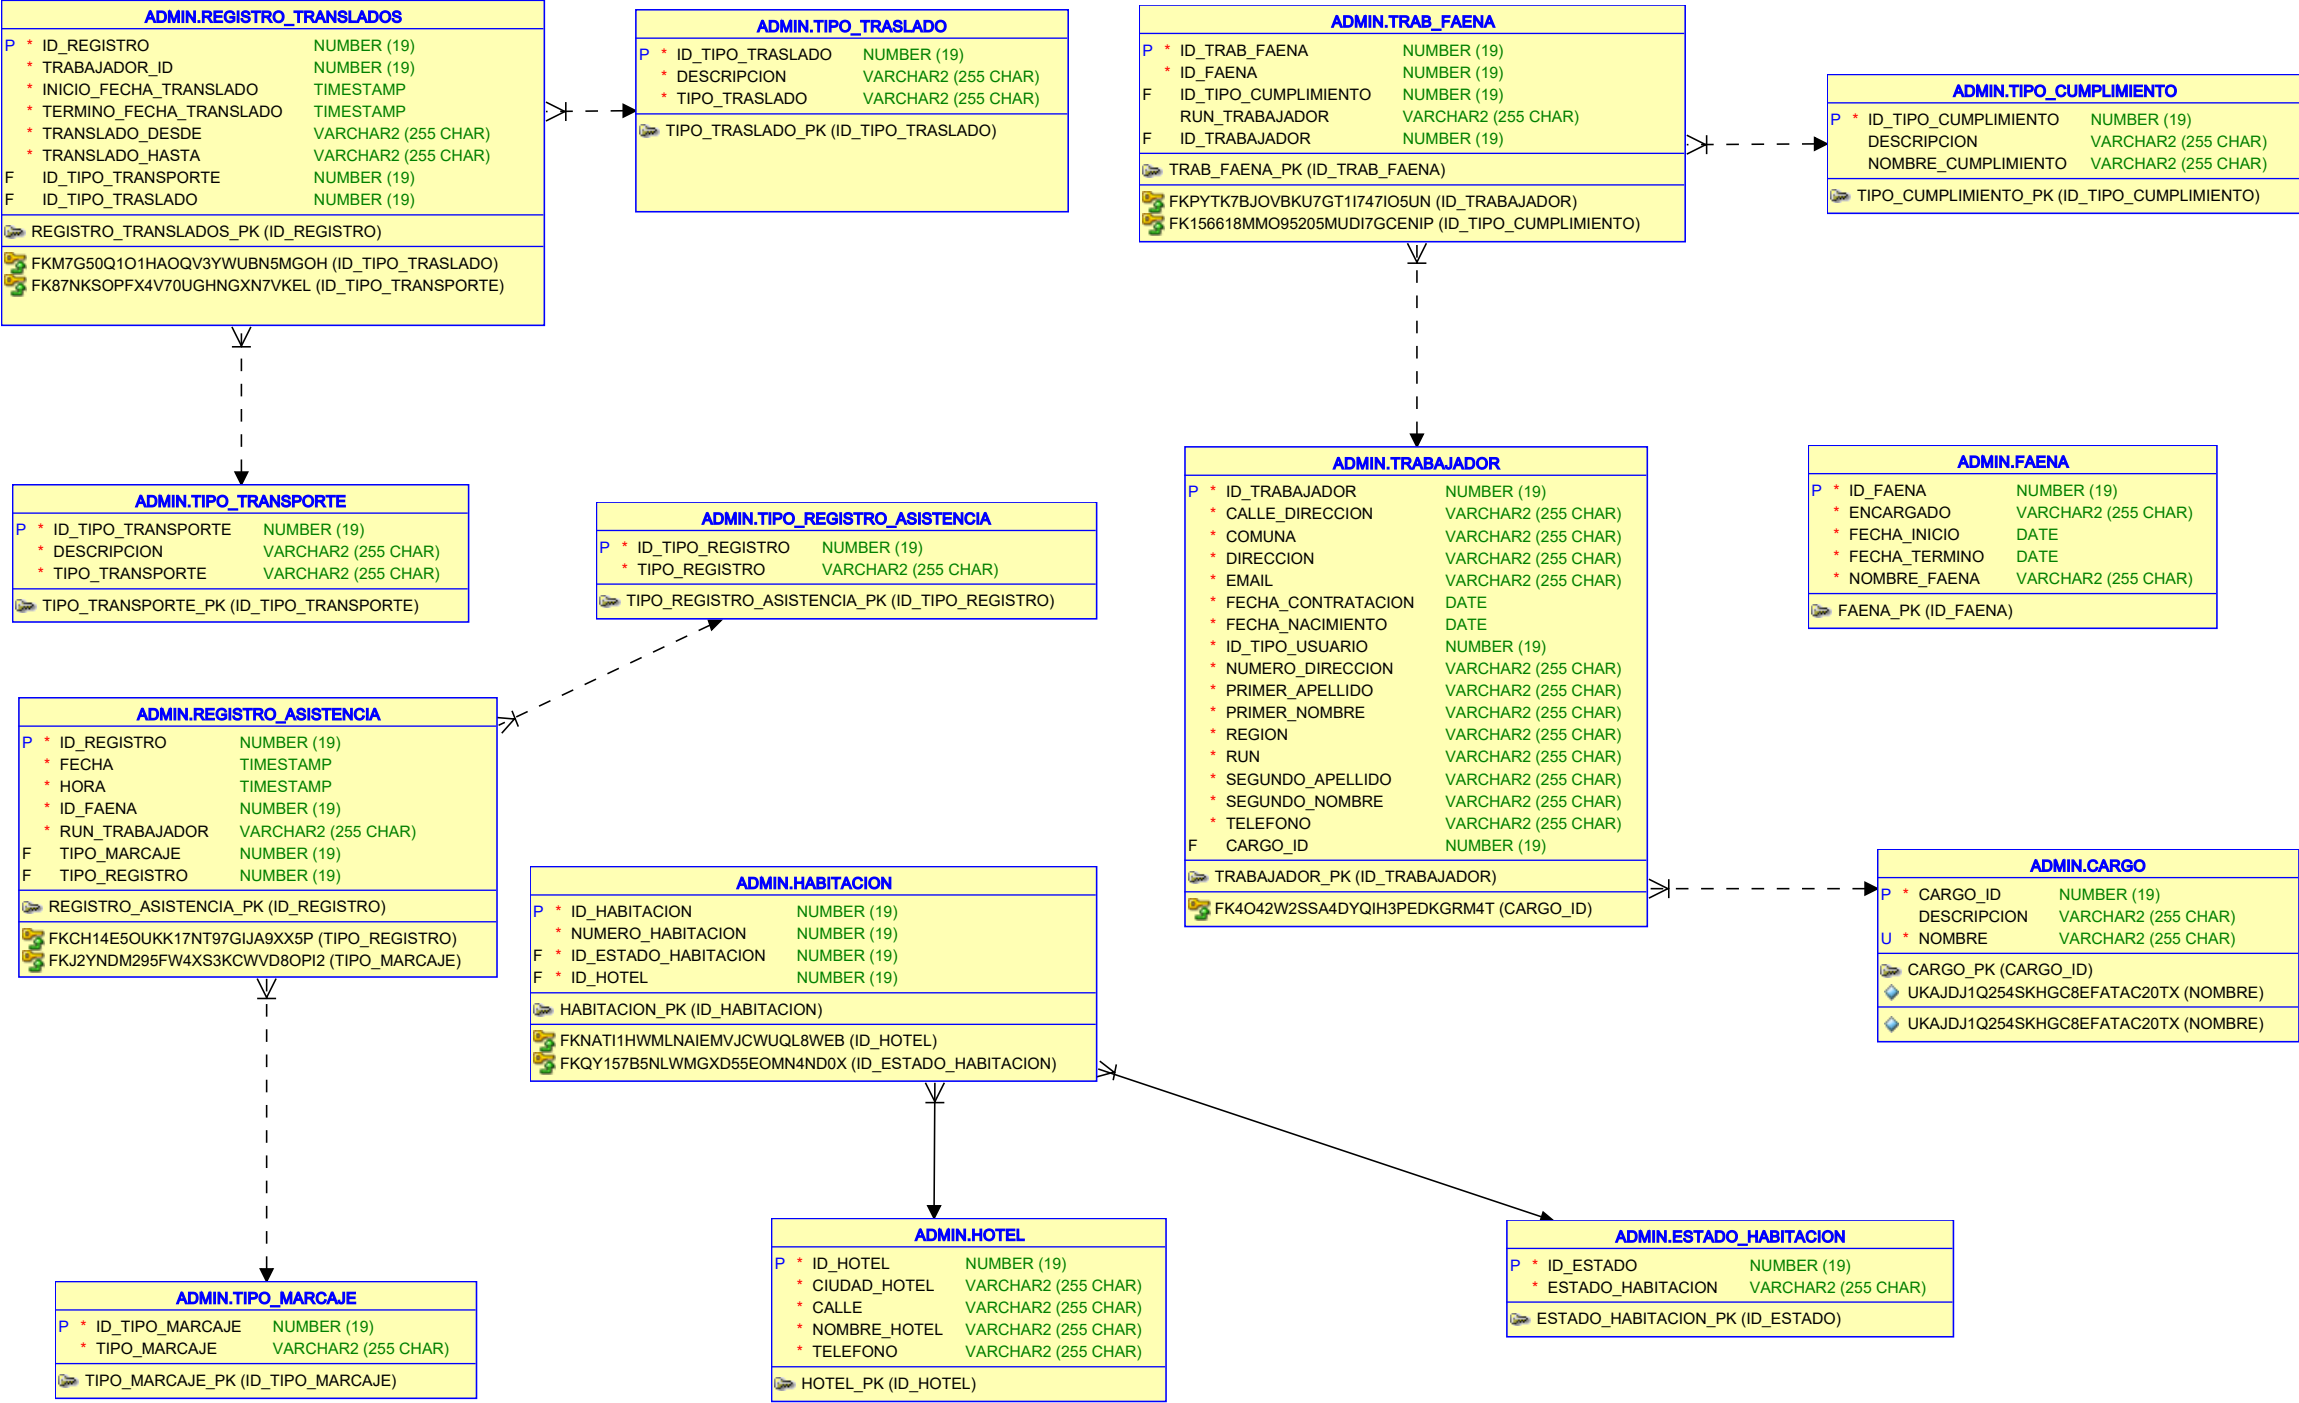 ADMIN.REGISTRO_TRANSLADOS
P * ID_REGISTRO NUMBER (19)
* TRABAJADOR_ID NUMBER (19)
* INICIO_FECHA_TRANSLADO TIMESTAMP
* TERMINO_FECHA_TRANSLADO TIMESTAMP
* TRANSLADO_DESDE VARCHAR2 (255 CHAR)
* TRANSLADO_HASTA VARCHAR2 (255 CHAR)
F ID_TIPO_TRANSPORTE NUMBER (19)
F ID_TIPO_TRASLADO NUMBER (19)
REGISTRO_TRANSLADOS_PK (ID_REGISTRO)
FKM7G50Q1O1HAOQV3YWUBN5MGOH (ID_TIPO_TRASLADO)
FK87NKSOPFX4V70UGHNGXN7VKEL (ID_TIPO_TRANSPORTE)
ADMIN.TIPO_TRASLADO
P * ID_TIPO_TRASLADO NUMBER (19)
* DESCRIPCION VARCHAR2 (255 CHAR)
* TIPO_TRASLADO VARCHAR2 (255 CHAR)
TIPO_TRASLADO_PK (ID_TIPO_TRASLADO)
ADMIN.TRAB_FAENA
P * ID_TRAB_FAENA NUMBER (19)
* ID_FAENA NUMBER (19)
F ID_TIPO_CUMPLIMIENTO NUMBER (19)
RUN_TRABAJADOR VARCHAR2 (255 CHAR)
F ID_TRABAJADOR NUMBER (19)
TRAB_FAENA_PK (ID_TRAB_FAENA)
FKPYTK7BJOVBKU7GT1I747IO5UN (ID_TRABAJADOR)
FK156618MMO95205MUDI7GCENIP (ID_TIPO_CUMPLIMIENTO)
ADMIN.TIPO_CUMPLIMIENTO
P * ID_TIPO_CUMPLIMIENTO NUMBER (19)
DESCRIPCION VARCHAR2 (255 CHAR)
NOMBRE_CUMPLIMIENTO VARCHAR2 (255 CHAR)
TIPO_CUMPLIMIENTO_PK (ID_TIPO_CUMPLIMIENTO)
ADMIN.TIPO_TRANSPORTE
P * ID_TIPO_TRANSPORTE NUMBER (19)
* DESCRIPCION VARCHAR2 (255 CHAR)
* TIPO_TRANSPORTE VARCHAR2 (255 CHAR)
TIPO_TRANSPORTE_PK (ID_TIPO_TRANSPORTE)
ADMIN.TIPO_REGISTRO_ASISTENCIA
P * ID_TIPO_REGISTRO NUMBER (19)
* TIPO_REGISTRO VARCHAR2 (255 CHAR)
TIPO_REGISTRO_ASISTENCIA_PK (ID_TIPO_REGISTRO)
ADMIN.TRABAJADOR
P * ID_TRABAJADOR NUMBER (19)
* CALLE_DIRECCION VARCHAR2 (255 CHAR)
* COMUNA VARCHAR2 (255 CHAR)
* DIRECCION VARCHAR2 (255 CHAR)
* EMAIL VARCHAR2 (255 CHAR)
* FECHA_CONTRATACION DATE
* FECHA_NACIMIENTO DATE
* ID_TIPO_USUARIO NUMBER (19)
* NUMERO_DIRECCION VARCHAR2 (255 CHAR)
* PRIMER_APELLIDO VARCHAR2 (255 CHAR)
* PRIMER_NOMBRE VARCHAR2 (255 CHAR)
* REGION VARCHAR2 (255 CHAR)
* RUN VARCHAR2 (255 CHAR)
* SEGUNDO_APELLIDO VARCHAR2 (255 CHAR)
* SEGUNDO_NOMBRE VARCHAR2 (255 CHAR)
* TELEFONO VARCHAR2 (255 CHAR)
F CARGO_ID NUMBER (19)
TRABAJADOR_PK (ID_TRABAJADOR)
FK4O42W2SSA4DYQIH3PEDKGRM4T (CARGO_ID)
ADMIN.FAENA
P * ID_FAENA NUMBER (19)
* ENCARGADO VARCHAR2 (255 CHAR)
* FECHA_INICIO DATE
* FECHA_TERMINO DATE
* NOMBRE_FAENA VARCHAR2 (255 CHAR)
FAENA_PK (ID_FAENA)
ADMIN.REGISTRO_ASISTENCIA
P * ID_REGISTRO NUMBER (19)
* FECHA TIMESTAMP
* HORA TIMESTAMP
* ID_FAENA NUMBER (19)
* RUN_TRABAJADOR VARCHAR2 (255 CHAR)
F TIPO_MARCAJE NUMBER (19)
F TIPO_REGISTRO NUMBER (19)
REGISTRO_ASISTENCIA_PK (ID_REGISTRO)
FKCH14E5OUKK17NT97GIJA9XX5P (TIPO_REGISTRO)
FKJ2YNDM295FW4XS3KCWVD8OPI2 (TIPO_MARCAJE)
ADMIN.HABITACION
P * ID_HABITACION NUMBER (19)
* NUMERO_HABITACION NUMBER (19)
F * ID_ESTADO_HABITACION NUMBER (19)
F * ID_HOTEL NUMBER (19)
HABITACION_PK (ID_HABITACION)
FKNATI1HWMLNAIEMVJCWUQL8WEB (ID_HOTEL)
FKQY157B5NLWMGXD55EOMN4ND0X (ID_ESTADO_HABITACION)
ADMIN.CARGO
P * CARGO_ID NUMBER (19)
DESCRIPCION VARCHAR2 (255 CHAR)
U * NOMBRE VARCHAR2 (255 CHAR)
CARGO_PK (CARGO_ID)
UKAJDJ1Q254SKHGC8EFATAC20TX (NOMBRE)
UKAJDJ1Q254SKHGC8EFATAC20TX (NOMBRE)
ADMIN.TIPO_MARCAJE
P * ID_TIPO_MARCAJE NUMBER (19)
* TIPO_MARCAJE VARCHAR2 (255 CHAR)
TIPO_MARCAJE_PK (ID_TIPO_MARCAJE)
ADMIN.HOTEL
P * ID_HOTEL NUMBER (19)
* CIUDAD_HOTEL VARCHAR2 (255 CHAR)
* CALLE VARCHAR2 (255 CHAR)
* NOMBRE_HOTEL VARCHAR2 (255 CHAR)
* TELEFONO VARCHAR2 (255 CHAR)
HOTEL_PK (ID_HOTEL)
ADMIN.ESTADO_HABITACION
P * ID_ESTADO NUMBER (19)
* ESTADO_HABITACION VARCHAR2 (255 CHAR)
ESTADO_HABITACION_PK (ID_ESTADO)